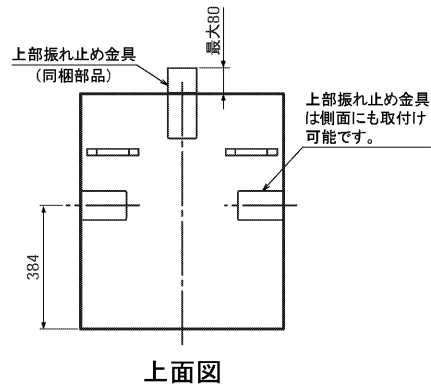 最大80
上部振れ止め金具
(同梱部品)
上部振れ止め金具
は側面にも取付け
可能です。
384
上面図